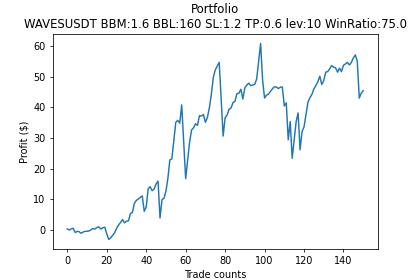 Portfolio
WAVESUSDT BBM:1.6 BBL:160 SL:1.2 TP:0.6 lev:10 WinRatio:75.0
60
50
40
30
20
10
0
Profit ($)
0 20 40 60 80 100 120 140
Trade counts